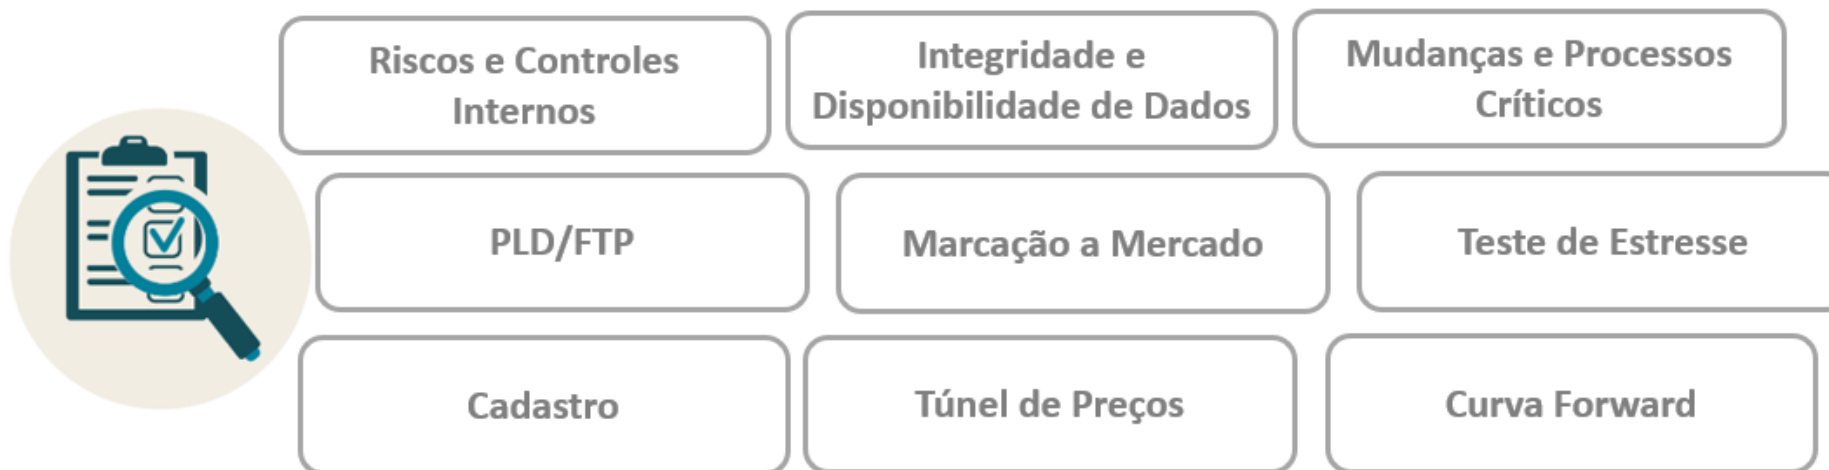 Riscos e Controles
Internos
Integridade e
Disponibilidade de Dados
Mudanças e Processos
Críticos
PLD/FTP
Marcação a Mercado
Teste de Estresse
Cadastro
Túnel de Preços
Curva Forward